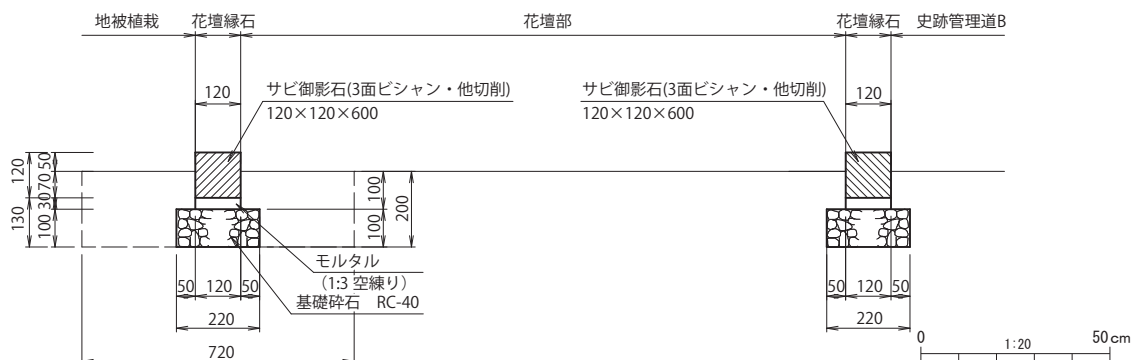 地被植栽 花壇縁石 花壇部 花壇縁石 史跡管理道B
120 サビ御影石(3面ビシャン・他切削) サビ御影石(3面ビシャン・他切削) 120
120×120×600 120×120×600
120 50
70
130 30
100
100
100
200
モルタル
(1:3 空練り)
基礎砕石 RC-40
50 120 50
220
720
50 120 50
220
0 1:20 50cm